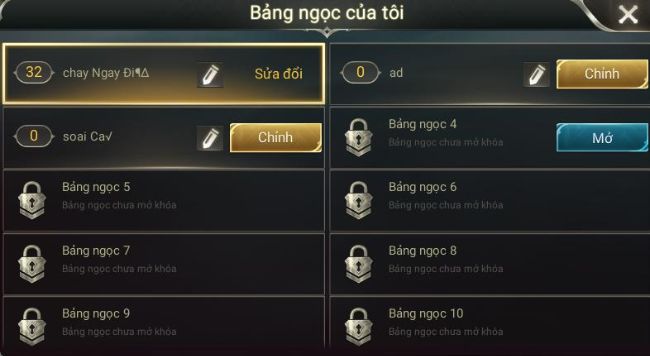 Bảng ngọc của tôi
32 chay Ngay Đi¶Δ Sửa đổi
0 ad Chỉnh
0 soai Ca√ Chỉnh
Bảng ngọc 4
Bảng ngọc chưa mở khóa
Mở
Bảng ngọc 5
Bảng ngọc chưa mở khóa
Bảng ngọc 6
Bảng ngọc chưa mở khóa
Bảng ngọc 7
Bảng ngọc chưa mở khóa
Bảng ngọc 8
Bảng ngọc chưa mở khóa
Bảng ngọc 9
Bảng ngọc chưa mở khóa
Bảng ngọc 10
Bảng ngọc chưa mở khóa